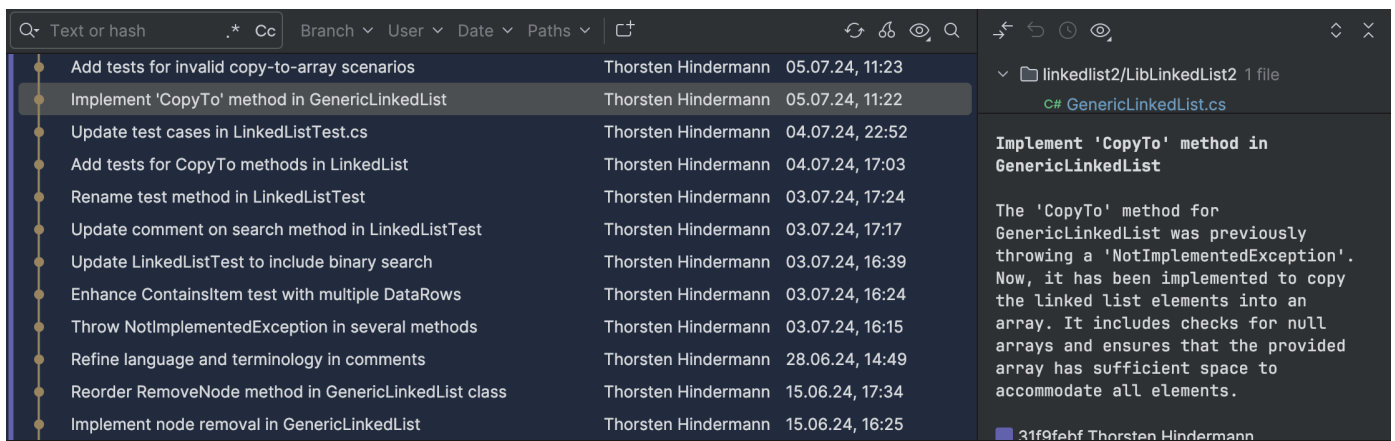 Text or hash .* Cc Branch User Date Paths
Add tests for invalid copy-to-array scenarios Thorsten Hindermann 05.07.24, 11:23
Implement 'CopyTo' method in GenericLinkedList Thorsten Hindermann 05.07.24, 11:22
Update test cases in LinkedListTest.cs Thorsten Hindermann 04.07.24, 22:52
Add tests for CopyTo methods in LinkedList Thorsten Hindermann 04.07.24, 17:03
Rename test method in LinkedListTest Thorsten Hindermann 03.07.24, 17:24
Update comment on search method in LinkedListTest Thorsten Hindermann 03.07.24, 17:17
Update LinkedListTest to include binary search Thorsten Hindermann 03.07.24, 16:39
Enhance ContainsItem test with multiple DataRows Thorsten Hindermann 03.07.24, 16:24
Throw NotImplementedException in several methods Thorsten Hindermann 03.07.24, 16:15
Refine language and terminology in comments Thorsten Hindermann 28.06.24, 14:49
Reorder RemoveNode method in GenericLinkedList class Thorsten Hindermann 15.06.24, 17:34
Implement node removal in GenericLinkedList Thorsten Hindermann 15.06.24, 16:25
linkedlist2/LibLinkedList2 1 file
C# GenericLinkedList.cs
Implement 'CopyTo' method in
GenericLinkedList
The 'CopyTo' method for
GenericLinkedList was previously
throwing a 'NotImplementedException'.
Now, it has been implemented to copy
the linked list elements into an
array. It includes checks for null
arrays and ensures that the provided
array has sufficient space to
accommodate all elements.
31f9febf Thorsten Hindermann